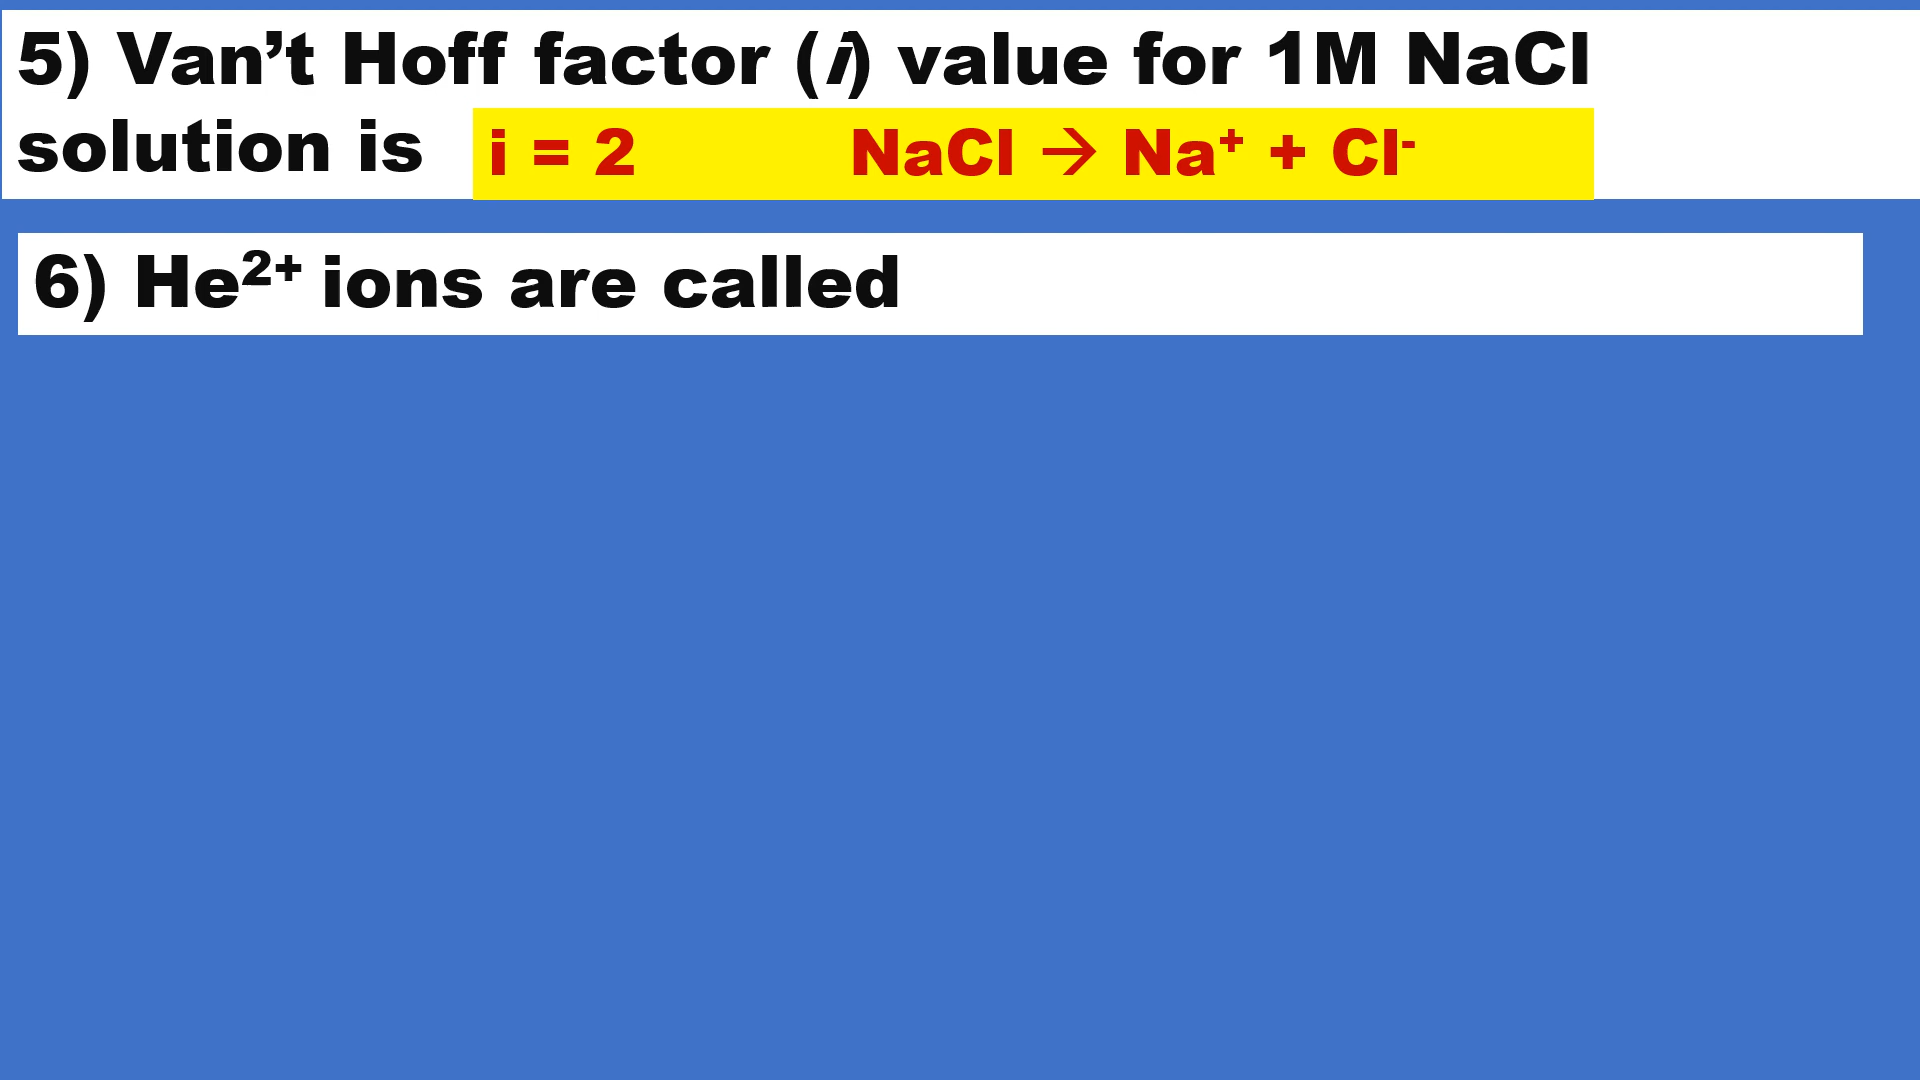 5) Van’t Hoff factor (i) value for 1M NaCl
solution is i = 2 NaCl → Na⁺ + Cl⁻
6) He²⁺ ions are called